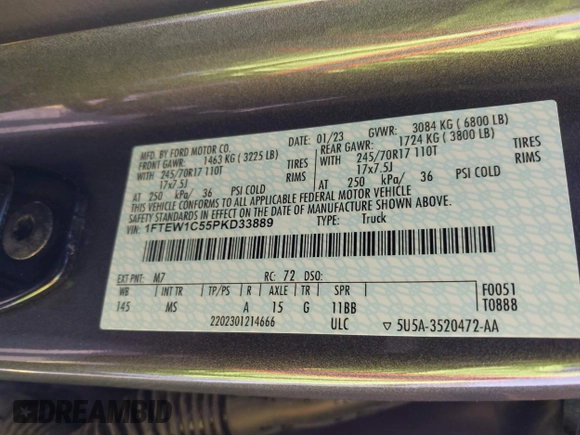 MFD. BY FORD MOTOR CO. DATE: 01/23 GVWR: 3084 KG ( 6800 LB)
FRONT GAWR: 1463 KG ( 3225 LB) REAR GAWR: 1724 KG ( 3800 LB)
WITH 245/70R17 110T TIRES WITH 245/70R17 110T TIRES
17x7.5J 17x7.5J
AT 250 kPa/ 36 PSI COLD AT 250 kPa/ 36 PSI COLD
THIS VEHICLE CONFORMS TO ALL APPLICABLE FEDERAL MOTOR VEHICLE
SAFETY STANDARDS IN EFFECT ON THE DATE OF MANUFACTURE SHOWN ABOVE.
VIN: 1FTEW1C55PKD33889 TYPE: Truck
EXT PNT: M7 RC: 72 DSO:
WB INT TR TP/PS R AXLE TR SPR F0051
145 MS A 15 G 11BB T0888
2202301214666 ULC ▽ 5U5A-3520472-AA
DREAMBID